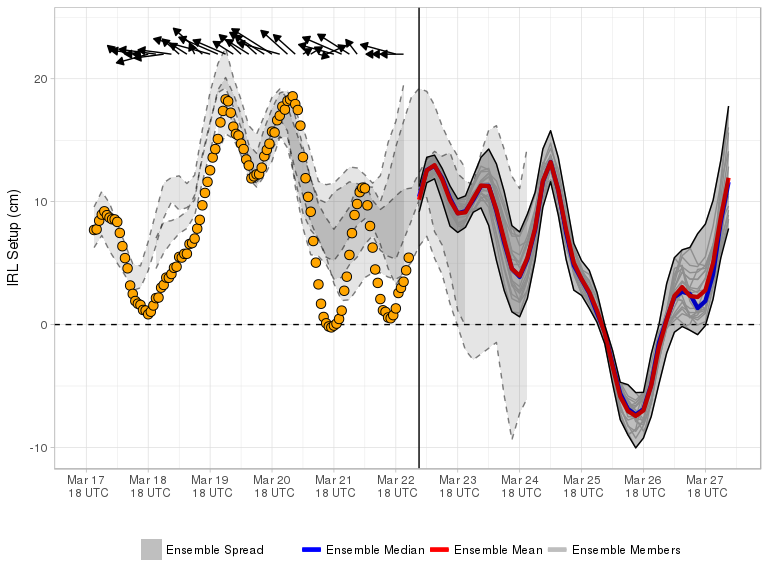 IRL Setup (cm)
20
10
0
-10
Mar 17 Mar 18 Mar 19 Mar 20 Mar 21 Mar 22 Mar 23 Mar 24 Mar 25 Mar 26 Mar 27
18 UTC 18 UTC 18 UTC 18 UTC 18 UTC 18 UTC 18 UTC 18 UTC 18 UTC 18 UTC 18 UTC
Ensemble Spread Ensemble Median Ensemble Mean Ensemble Members